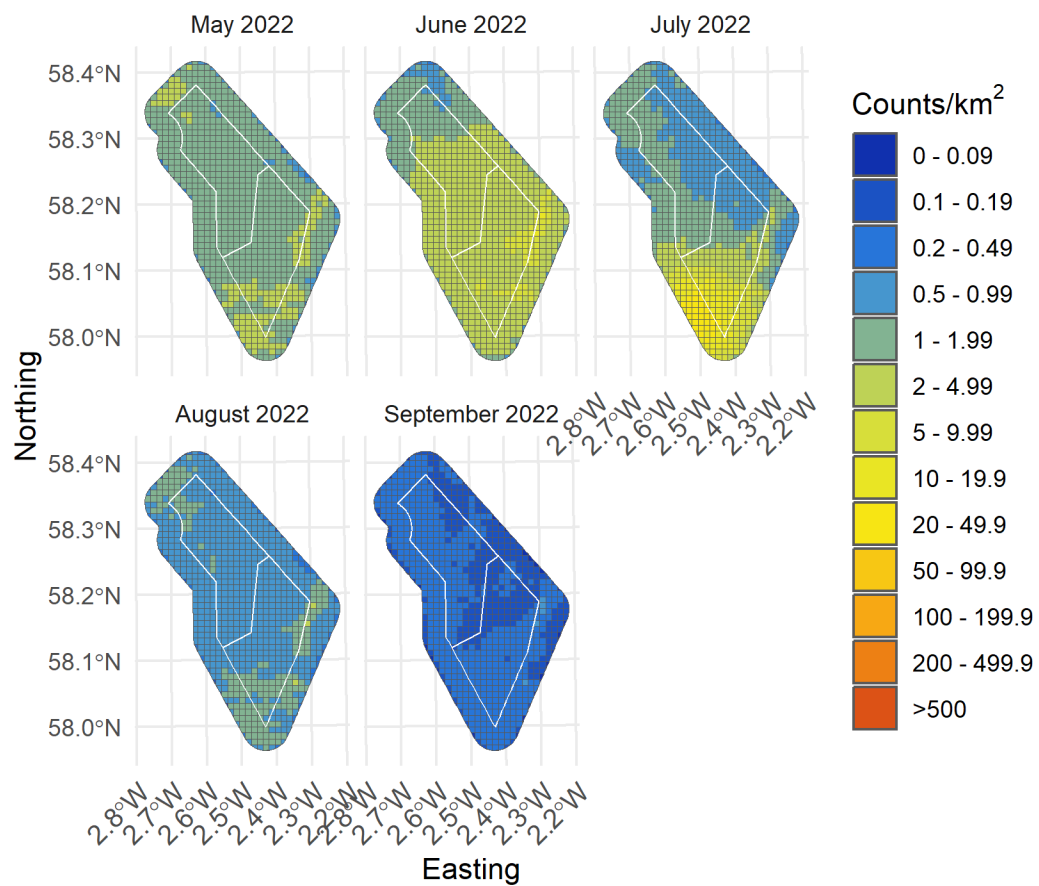 May 2022
June 2022
July 2022
58.4°N
58.3°N
58.2°N
58.1°N
58.0°N
2.8°W
2.7°W
2.6°W
2.5°W
2.4°W
2.3°W
2.2°W
August 2022
September 2022
58.4°N
58.3°N
58.2°N
58.1°N
58.0°N
2.8°W
2.7°W
2.6°W
2.5°W
2.4°W
2.3°W
2.2°W
2.8°W
2.7°W
2.6°W
2.5°W
2.4°W
2.3°W
2.2°W
Northing
Easting
Counts/km²
0 - 0.09
0.1 - 0.19
0.2 - 0.49
0.5 - 0.99
1 - 1.99
2 - 4.99
5 - 9.99
10 - 19.9
20 - 49.9
50 - 99.9
100 - 199.9
200 - 499.9
>500